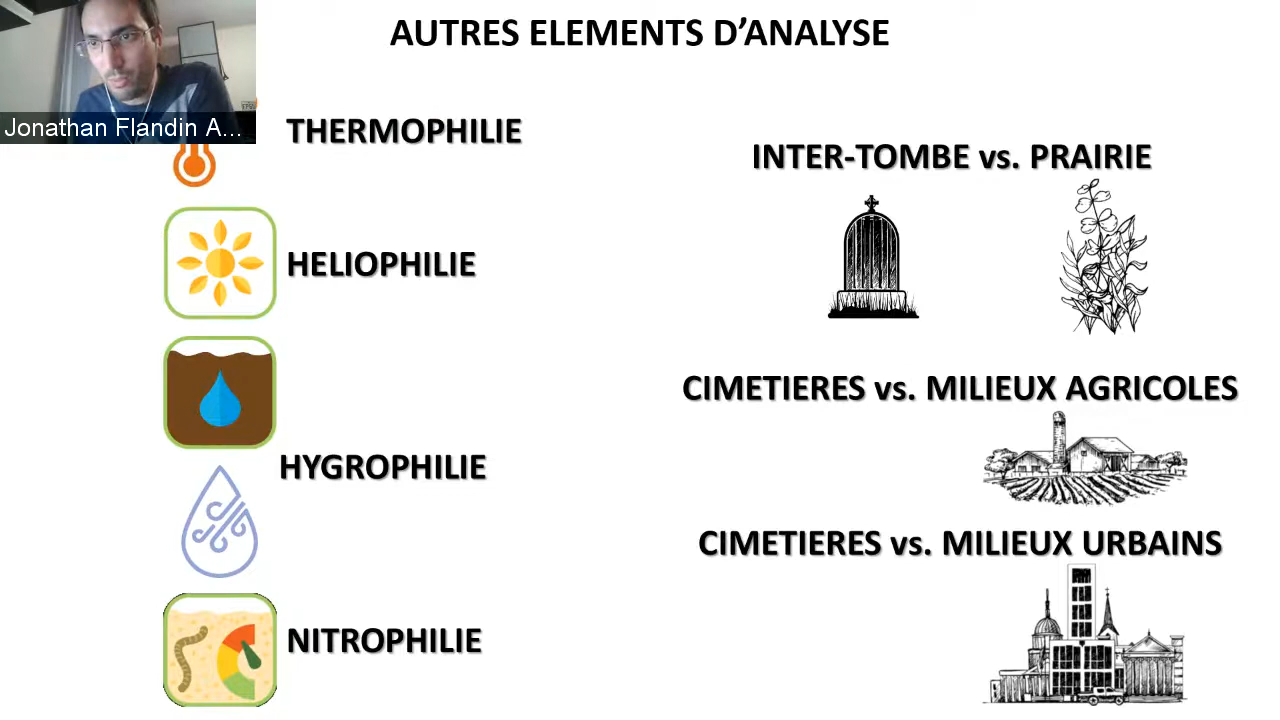 AUTRES ELEMENTS D’ANALYSE
Jonathan Flandin A...
THERMOPHILIE
HELIOPHILIE
HYGROPHILIE
NITROPHILIE
INTER-TOMBE vs. PRAIRIE
CIMETIERES vs. MILIEUX AGRICOLES
CIMETIERES vs. MILIEUX URBAINS